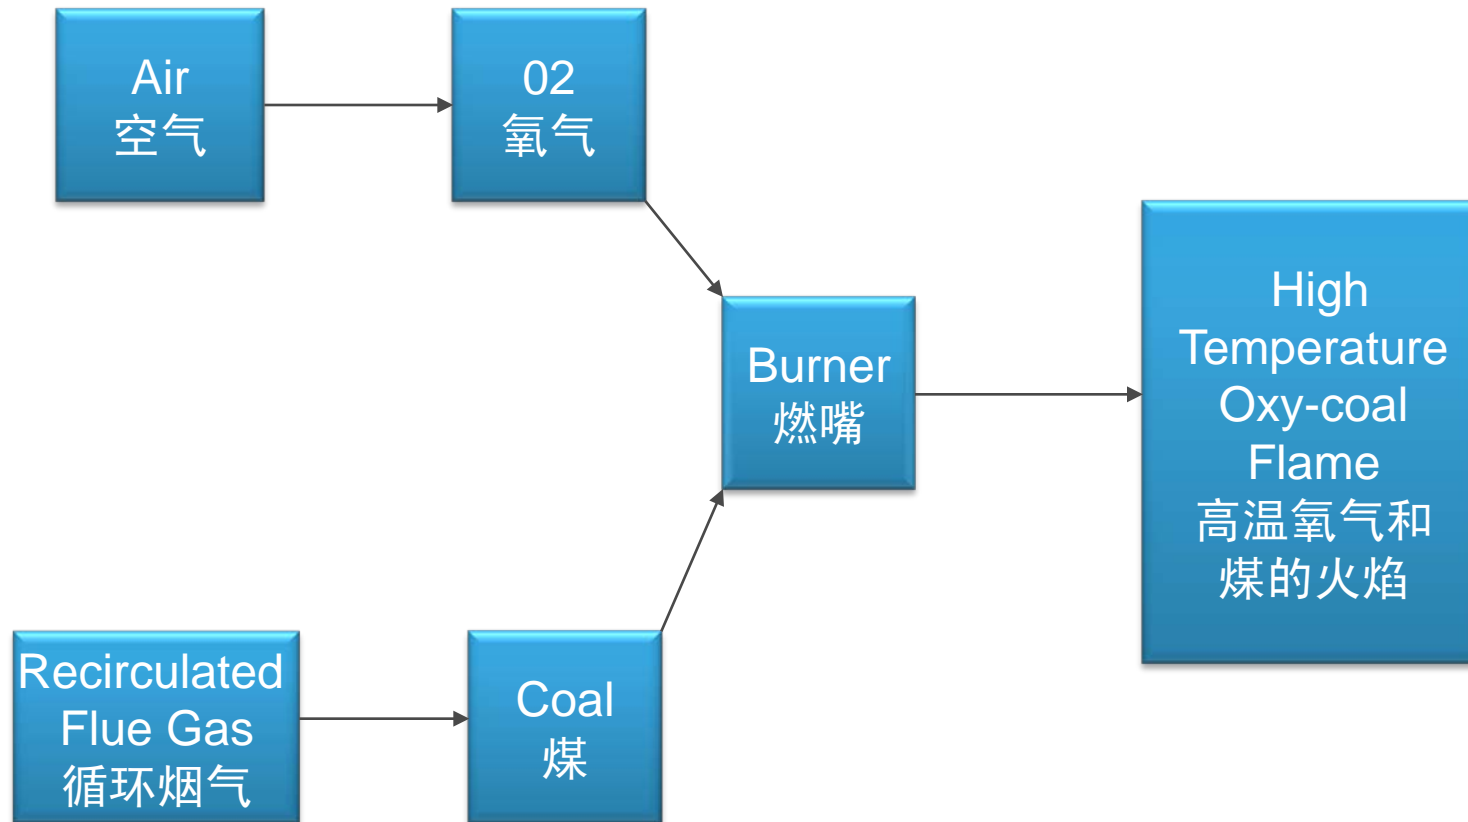 Air
空气
02
氧气
Burner
燃嘴
High
Temperature
Oxy-coal
Flame
高温氧气和
煤的火焰
Recirculated
Flue Gas
循环烟气
Coal
煤